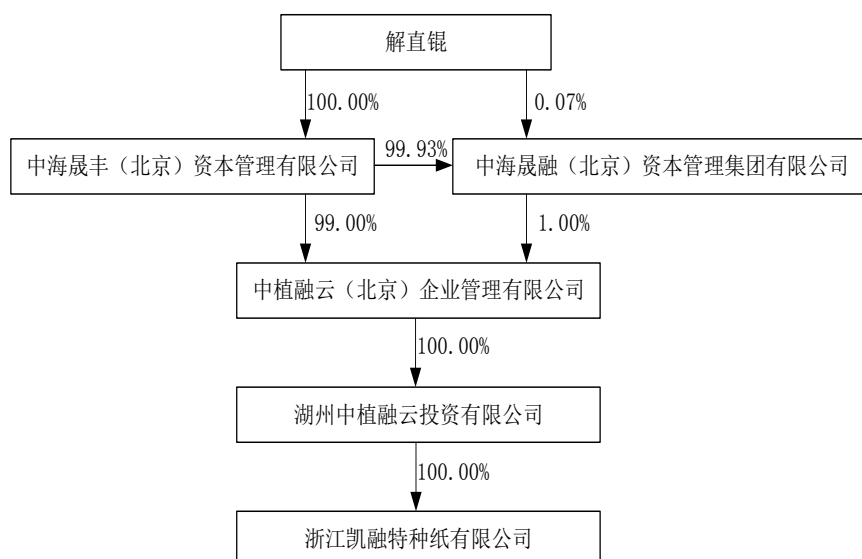 解直锟
100.00%
0.07%
中海晟丰（北京）资本管理有限公司
99.93%
中海晟融（北京）资本管理集团有限公司
99.00%
1.00%
中植融云（北京）企业管理有限公司
100.00%
湖州中植融云投资有限公司
100.00%
浙江凯融特种纸有限公司